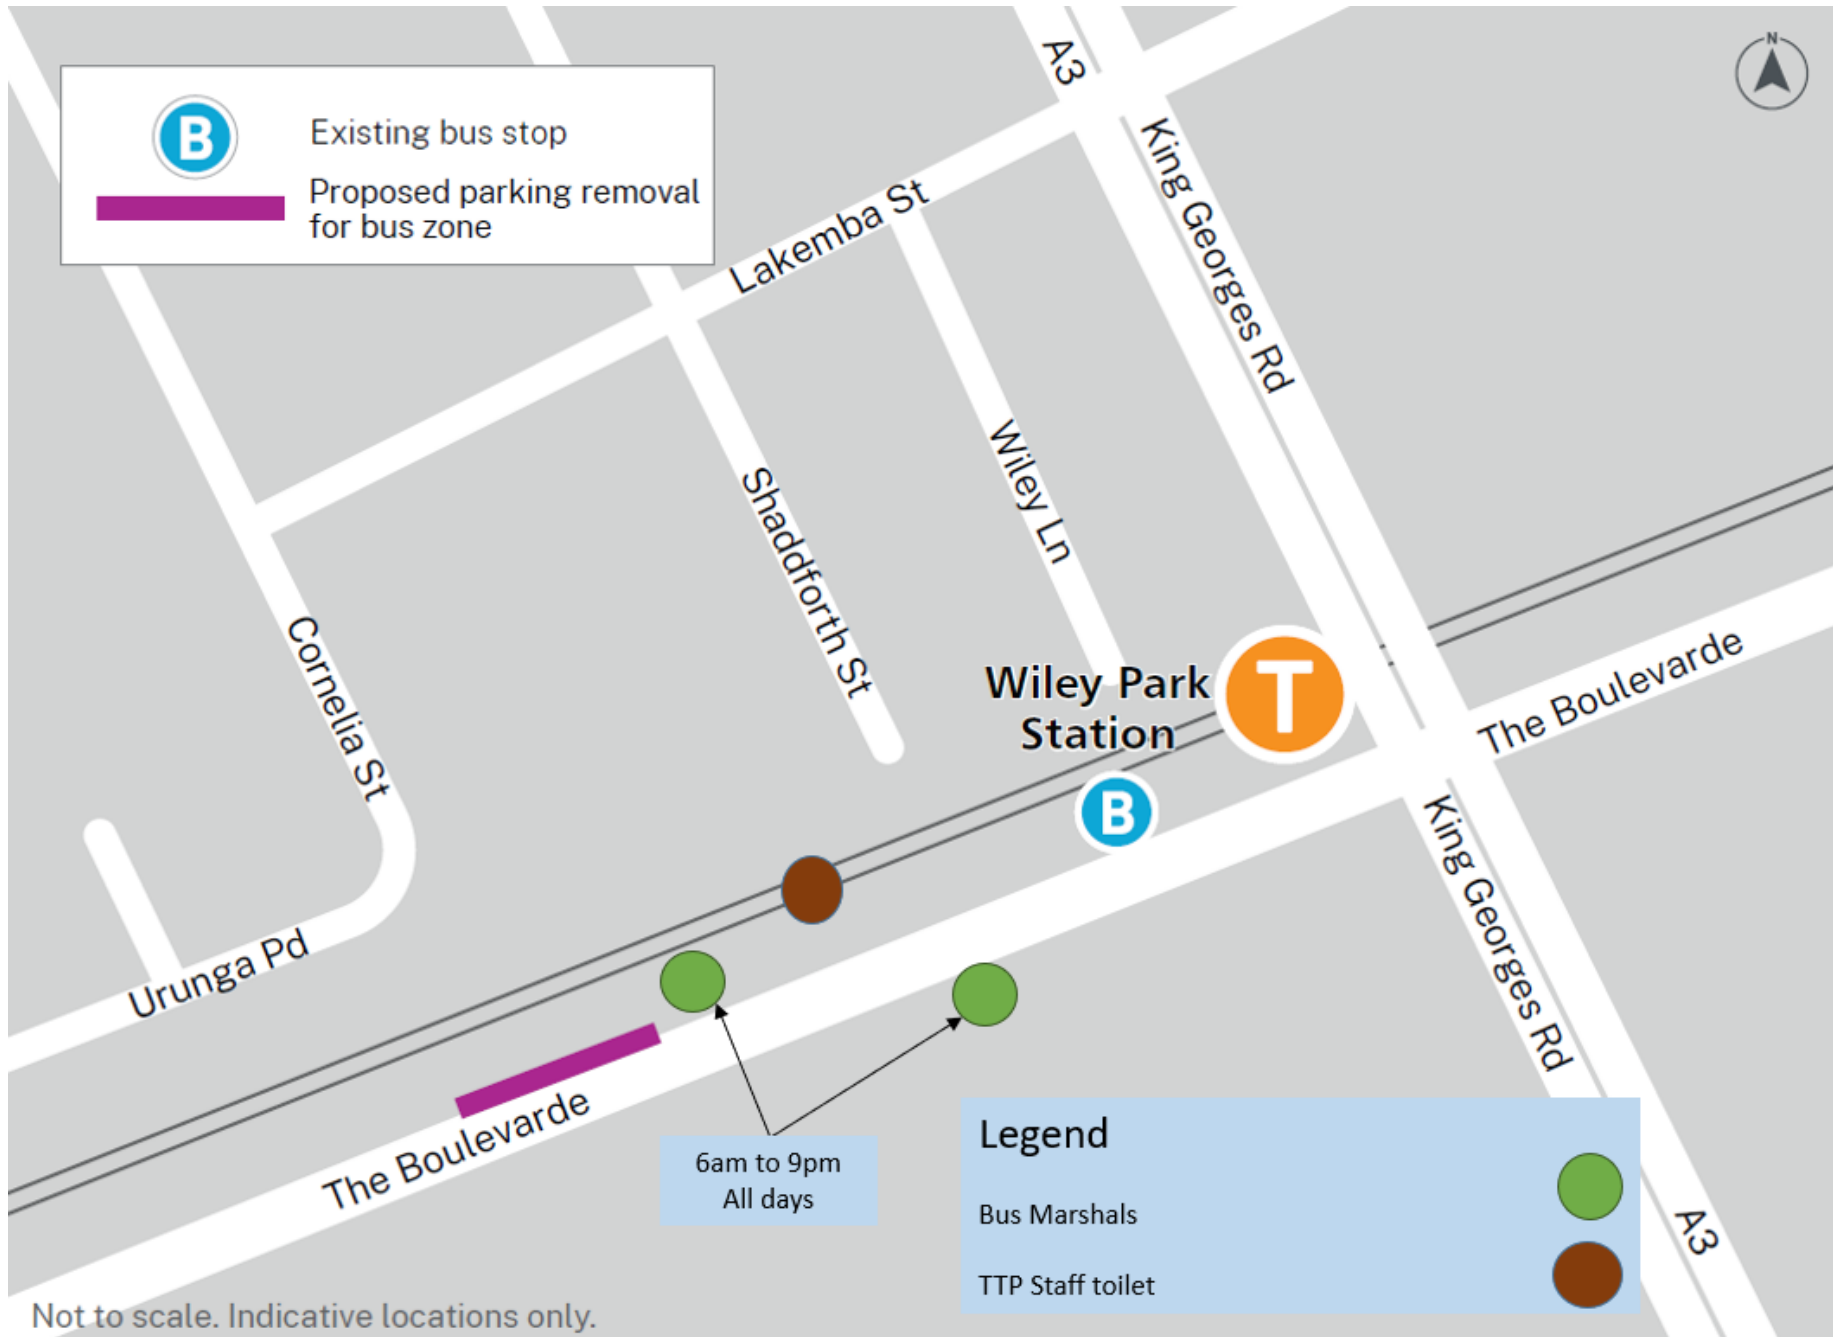 B
Existing bus stop
Proposed parking removal
for bus zone
N
A3
King Georges Rd
Lakemba St
Wiley Ln
Shaddforth St
Cornelia St
Wiley Park
Station
T
The Boulevarde
B
King Georges Rd
Urunga Pd
The Boulevarde
6am to 9pm
All days
Legend
Bus Marshals
TTP Staff toilet
A3
Not to scale. Indicative locations only.